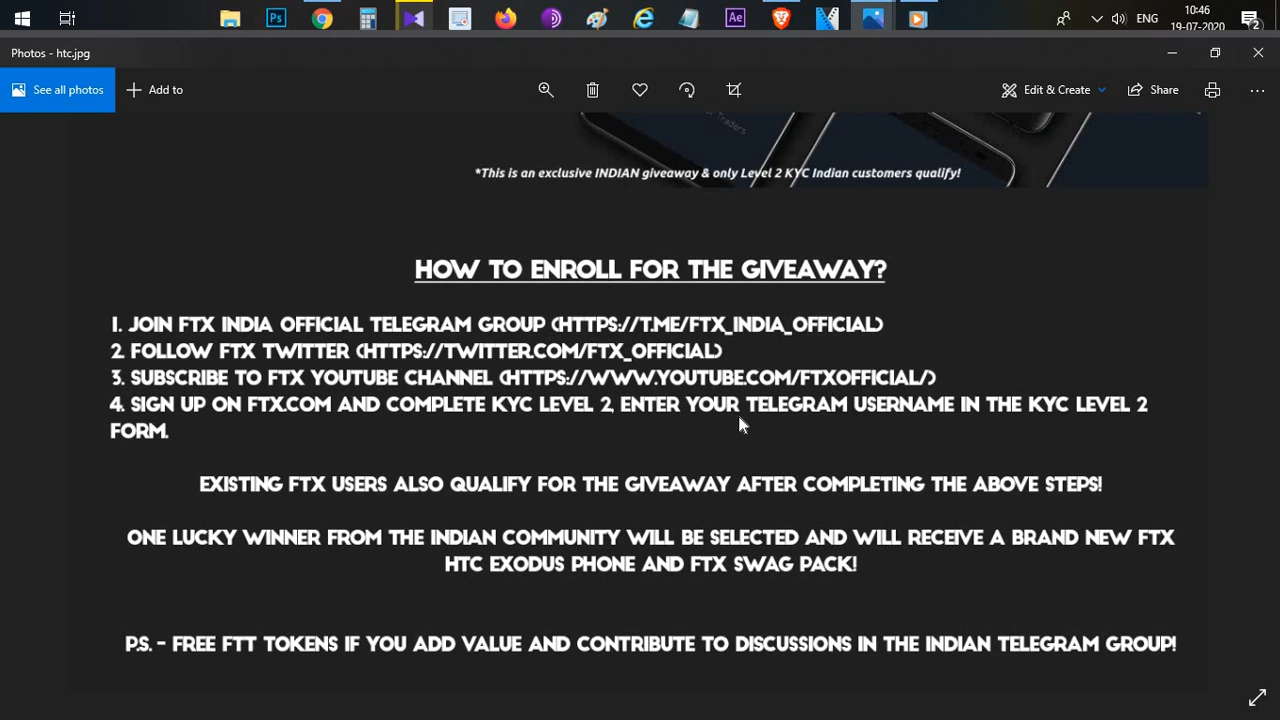 10:46
ENG
19-07-2020
2
Photos - htc.jpg
See all photos
Add to
Edit & Create
Share
Traders
*This is an exclusive INDIAN giveaway & only Level 2 KYC Indian customers qualify!
HOW TO ENROLL FOR THE GIVEAWAY?
1. JOIN FTX INDIA OFFICIAL TELEGRAM GROUP (HTTPS://T.ME/FTX_INDIA_OFFICIAL)
2. FOLLOW FTX TWITTER (HTTPS://TWITTER.COM/FTX_OFFICIAL)
3. SUBSCRIBE TO FTX YOUTUBE CHANNEL (HTTPS://WWW.YOUTUBE.COM/FTXOFFICIAL/)
4. SIGN UP ON FTX.COM AND COMPLETE KYC LEVEL 2, ENTER YOUR TELEGRAM USERNAME IN THE KYC LEVEL 2
FORM.
EXISTING FTX USERS ALSO QUALIFY FOR THE GIVEAWAY AFTER COMPLETING THE ABOVE STEPS!
ONE LUCKY WINNER FROM THE INDIAN COMMUNITY WILL BE SELECTED AND WILL RECEIVE A BRAND NEW FTX
HTC EXODUS PHONE AND FTX SWAG PACK!
P.S. - FREE FTT TOKENS IF YOU ADD VALUE AND CONTRIBUTE TO DISCUSSIONS IN THE INDIAN TELEGRAM GROUP!